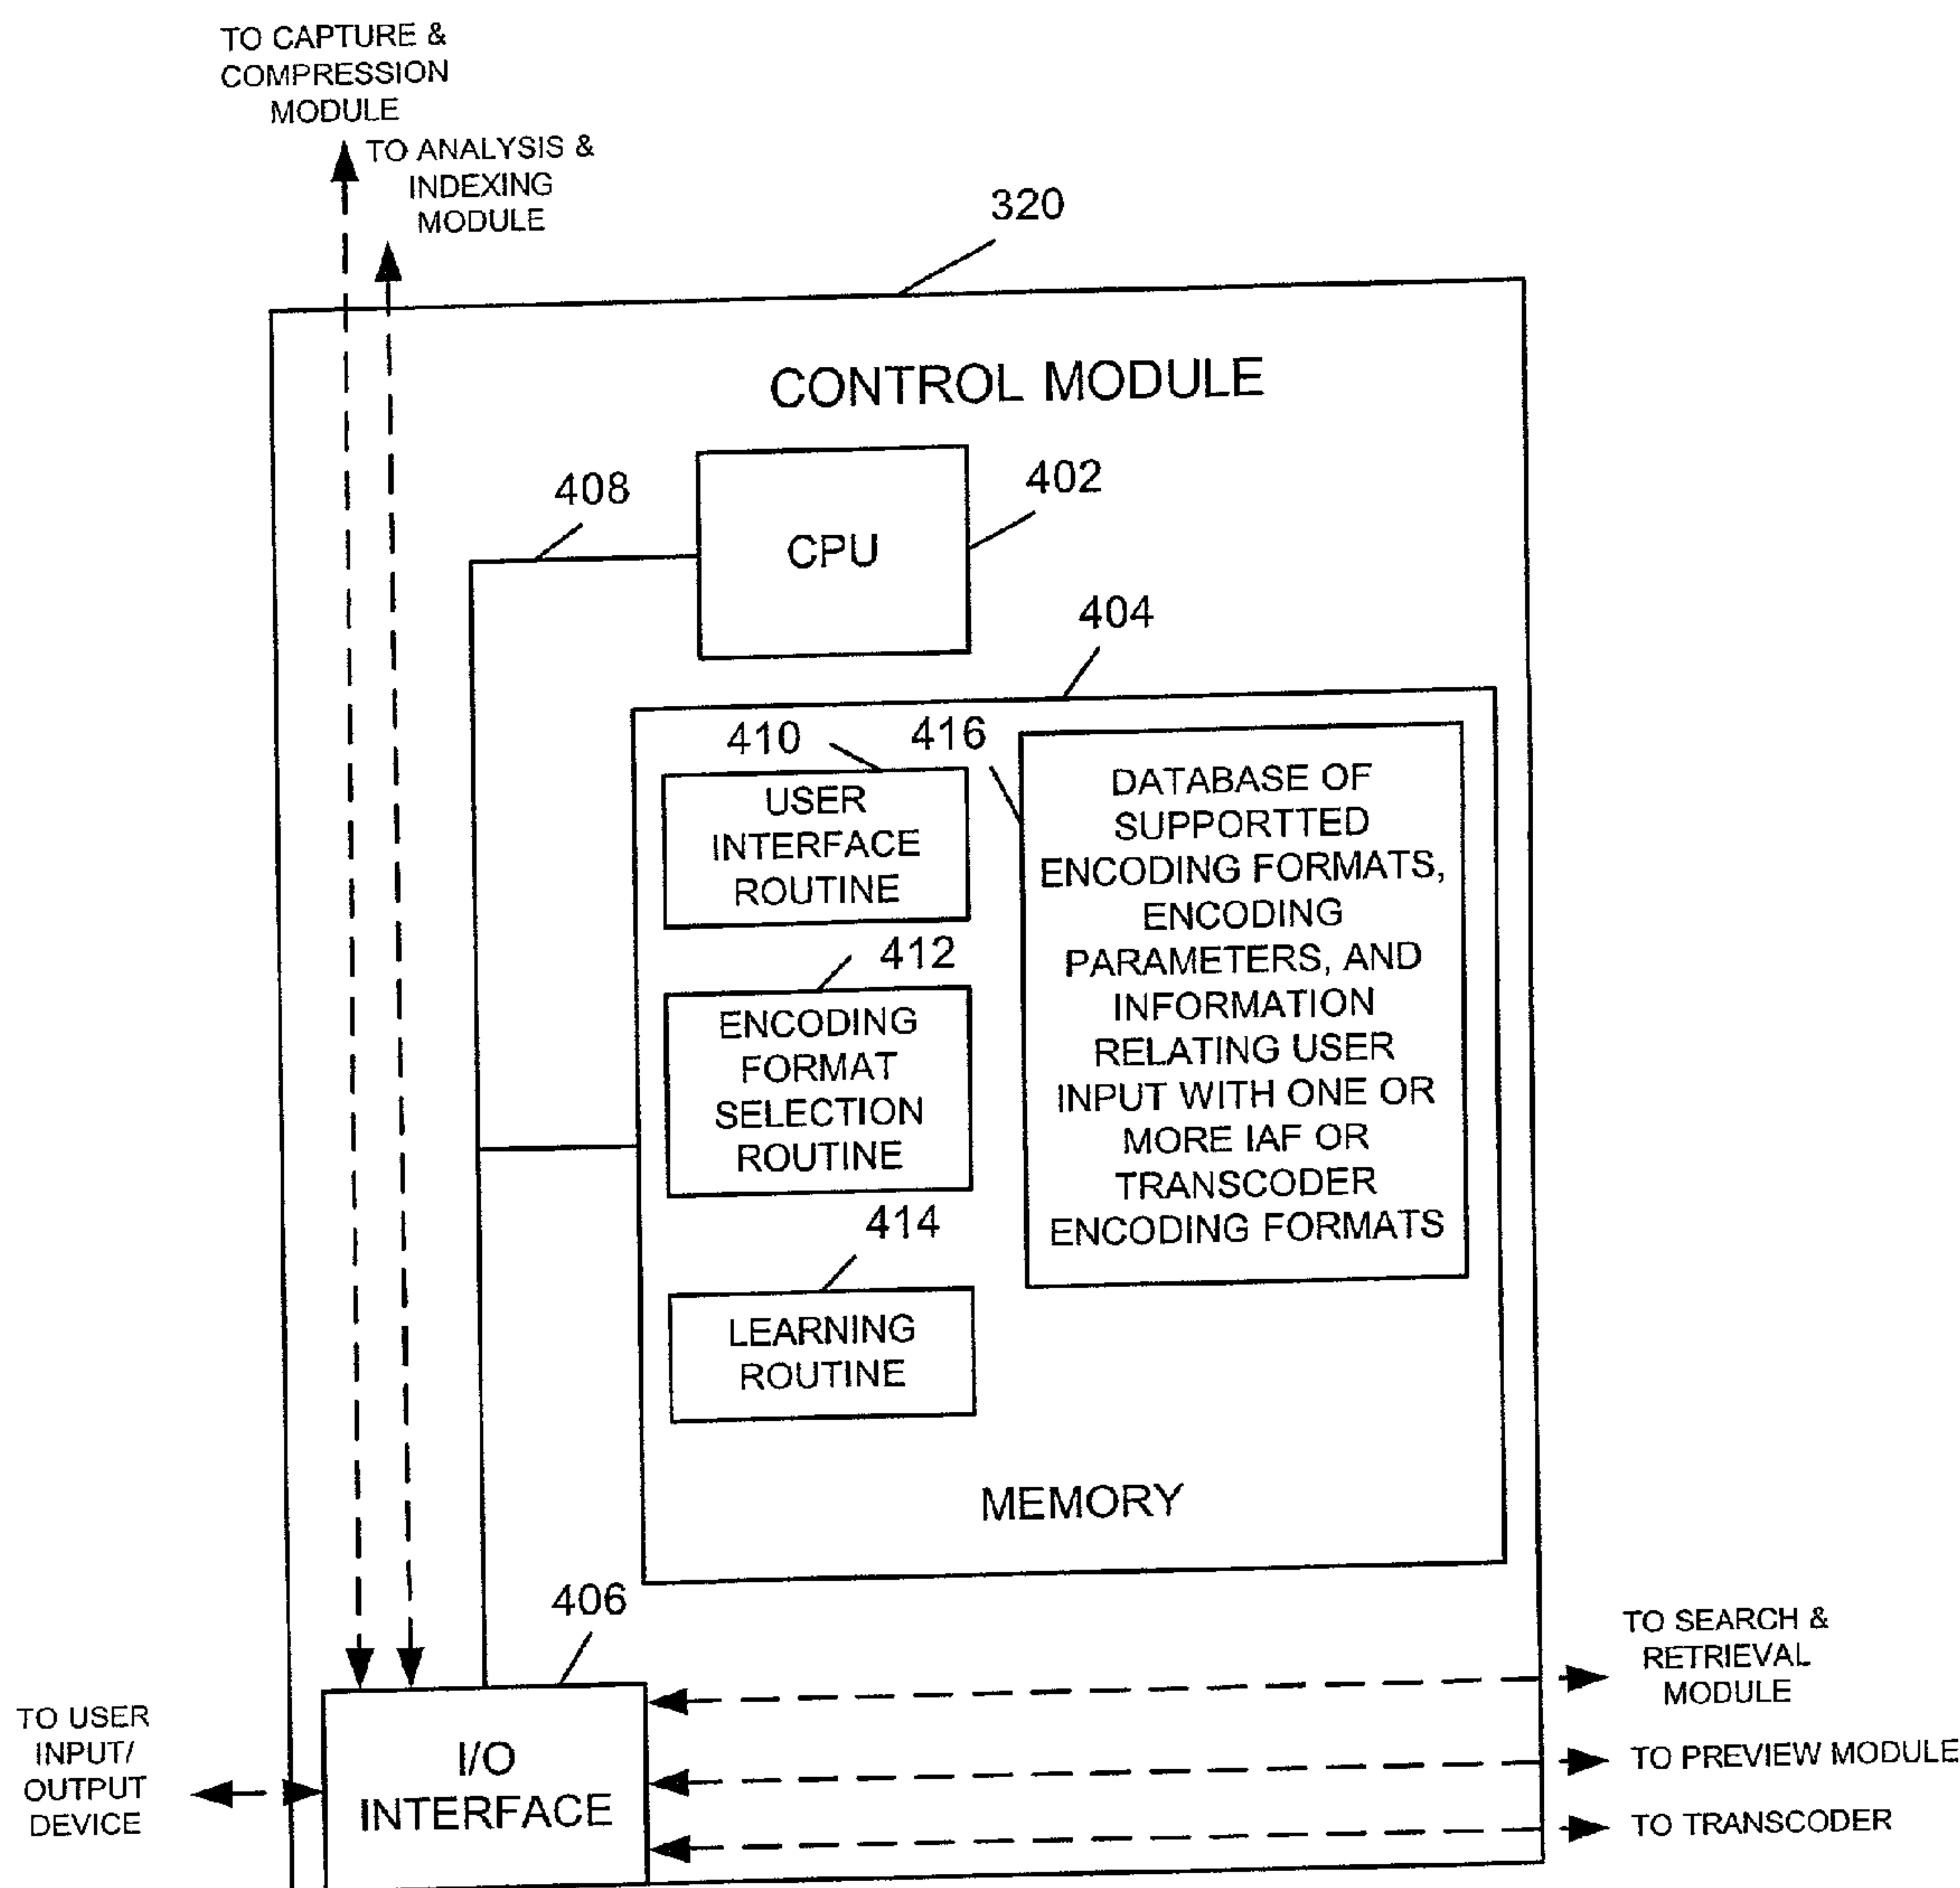 TO CAPTURE &
COMPRESSION
MODULE
TO ANALYSIS &
INDEXING
MODULE
320
CONTROL MODULE
408
CPU
402
404
410
416
USER
INTERFACE
ROUTINE
DATABASE OF
SUPPORTTED
ENCODING FORMATS,
ENCODING
PARAMETERS, AND
INFORMATION
RELATING USER
INPUT WITH ONE OR
MORE IAF OR
TRANSCODER
ENCODING FORMATS
412
ENCODING
FORMAT
SELECTION
ROUTINE
414
LEARNING
ROUTINE
MEMORY
406
TO USER
INPUT/
OUTPUT
DEVICE
I/O
INTERFACE
TO SEARCH &
RETRIEVAL
MODULE
TO PREVIEW MODULE
TO TRANSCODER